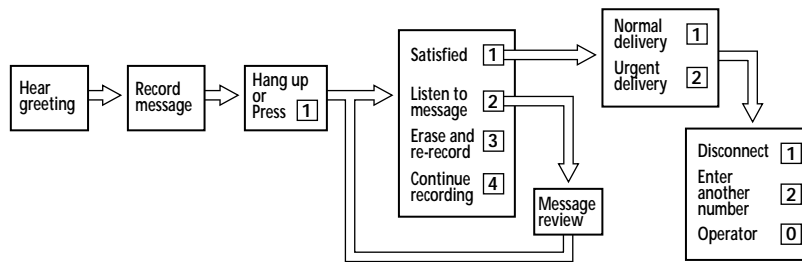 Hear
greeting
Record
message
Hang up
or
Press 1
Satisfied 1
Listen to
message 2
Erase and
re-record 3
Continue
recording 4
Message
review
Normal
delivery 1
Urgent
delivery 2
Disconnect 1
Enter
another
number 2
Operator 0